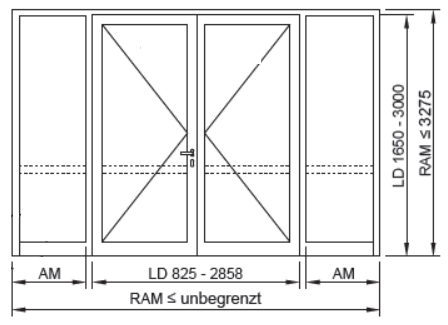 LD 1650 - 3000
RAM ≤ 3275
AM
LD 825 - 2858
AM
RAM ≤ unbegrenzt